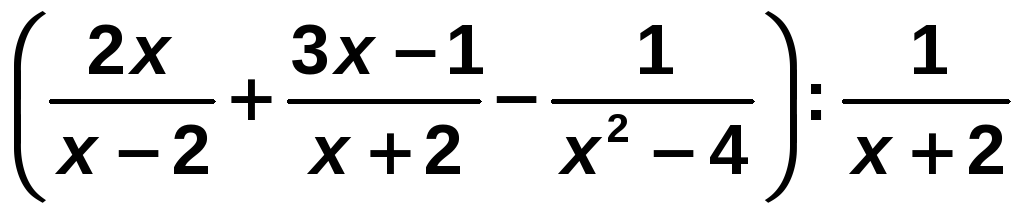 (2x/(x − 2) + (3x − 1)/(x + 2) − 1/(x² − 4)) : 1/(x + 2)